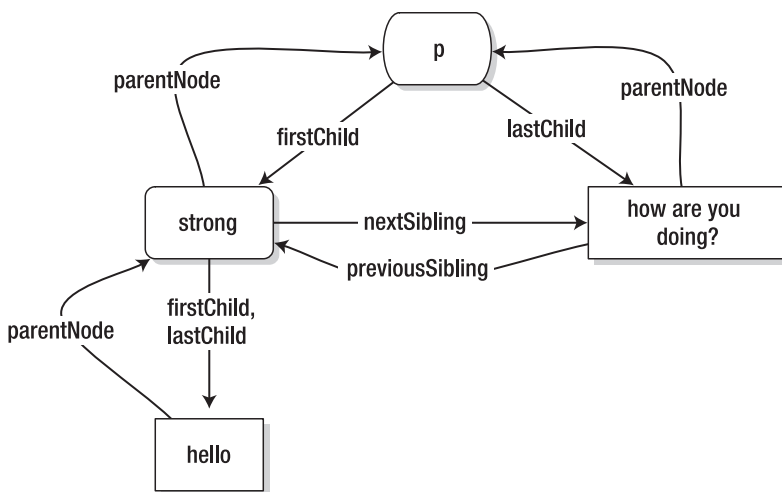 p
parentNode
parentNode
firstChild
lastChild
strong
nextSibling
how are you
doing?
previousSibling
firstChild,
lastChild
parentNode
hello